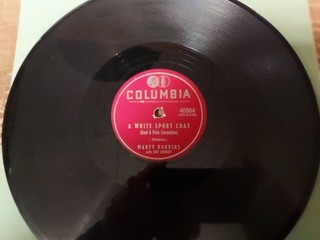 COLUMBIA
40864
A WHITE SPORT COAT
(And A Pink Carnation)
MARTY ROBBINS